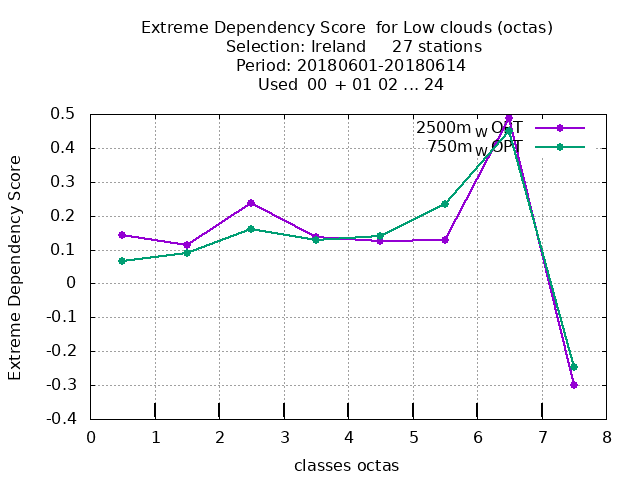 Extreme Dependency Score  for Low clouds (octas)
Selection: Ireland     27 stations
Period: 20180601-20180614
Used  00  + 01 02 ... 24
2500m W OPT
750m W OPT
0.5
0.4
0.3
0.2
0.1
0
-0.1
-0.2
-0.3
-0.4
Extreme Dependency Score
0 1 2 3 4 5 6 7 8
classes octas